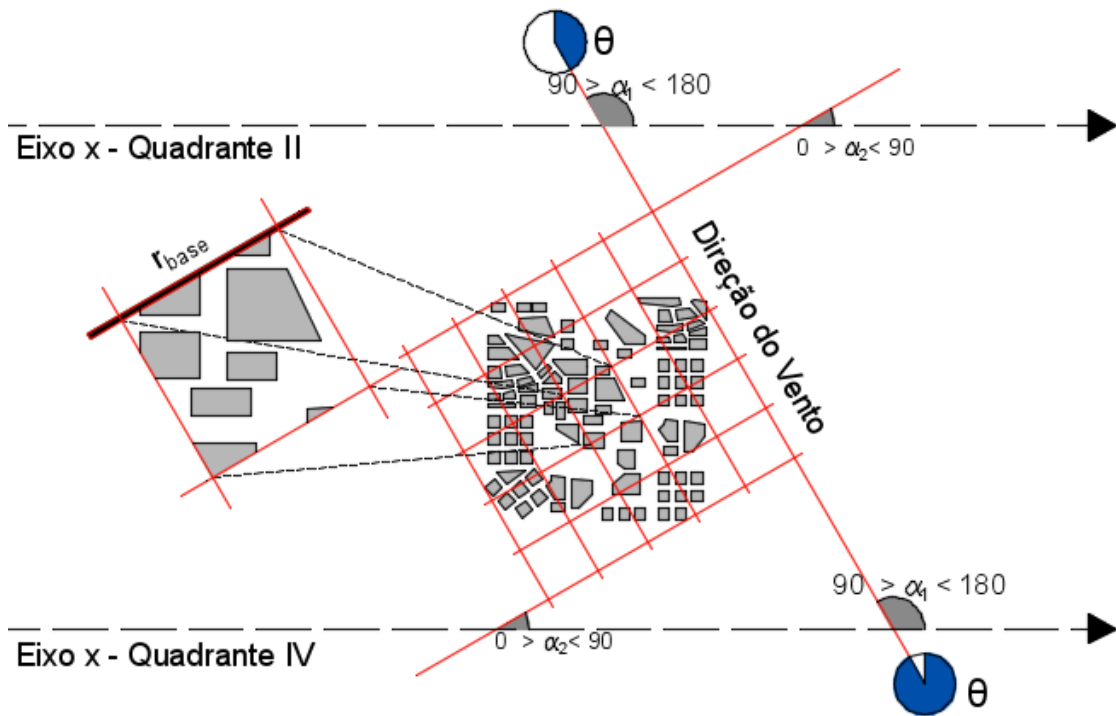 θ
90 > α1 < 180
Eixo x - Quadrante II
0 > α2 < 90
rbase
Direção do Vento
90 > α1 < 180
0 > α2 < 90
Eixo x - Quadrante IV
θ